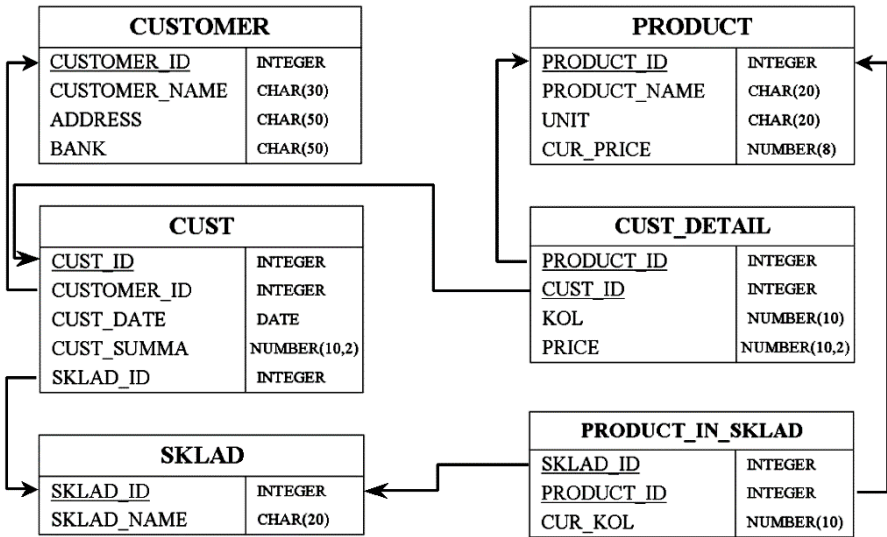 CUSTOMER
CUSTOMER_ID INTEGER
CUSTOMER_NAME CHAR(30)
ADDRESS CHAR(50)
BANK CHAR(50)
PRODUCT
PRODUCT_ID INTEGER
PRODUCT_NAME CHAR(20)
UNIT CHAR(20)
CUR_PRICE NUMBER(8)
CUST
CUST_ID INTEGER
CUSTOMER_ID INTEGER
CUST_DATE DATE
CUST_SUMMA NUMBER(10,2)
SKLAD_ID INTEGER
CUST_DETAIL
PRODUCT_ID INTEGER
CUST_ID INTEGER
KOL NUMBER(10)
PRICE NUMBER(10,2)
SKLAD
SKLAD_ID INTEGER
SKLAD_NAME CHAR(20)
PRODUCT_IN_SKLAD
SKLAD_ID INTEGER
PRODUCT_ID INTEGER
CUR_KOL NUMBER(10)